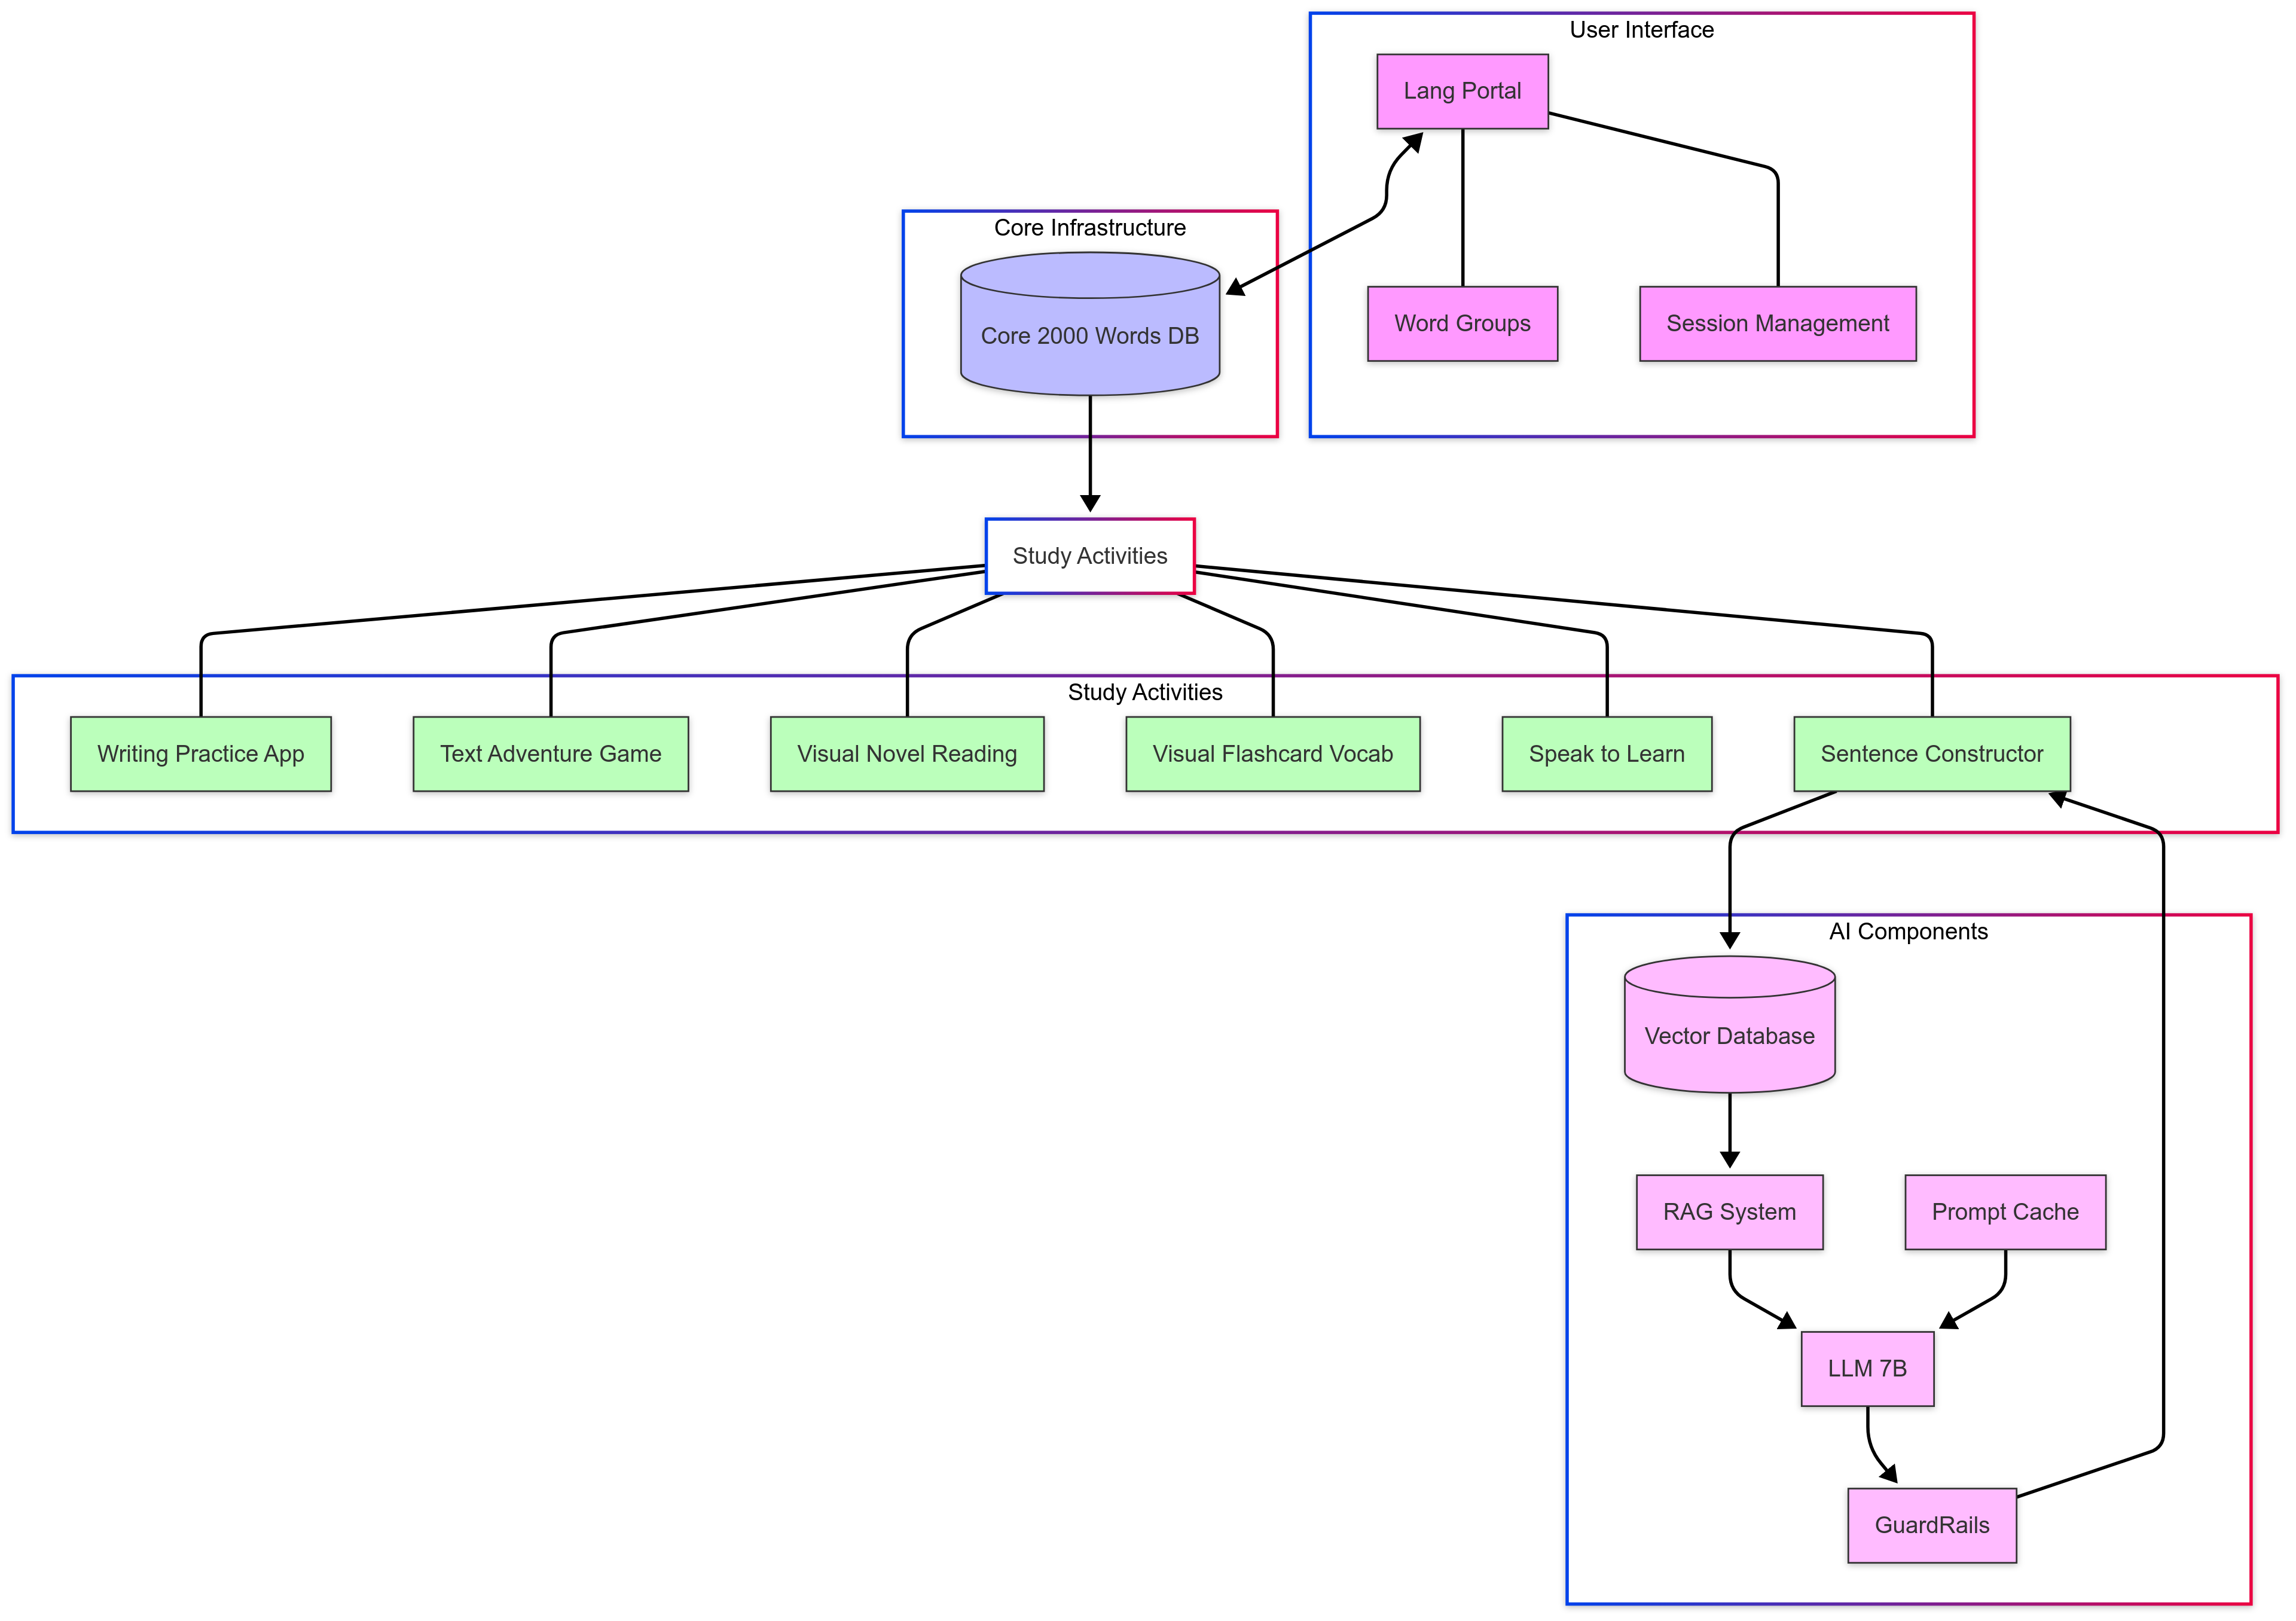 User Interface
Lang Portal
Core Infrastructure
Core 2000 Words DB
Word Groups
Session Management
Study Activities
Study Activities
Writing Practice App
Text Adventure Game
Visual Novel Reading
Visual Flashcard Vocab
Speak to Learn
Sentence Constructor
AI Components
Vector Database
RAG System
Prompt Cache
LLM 7B
GuardRails